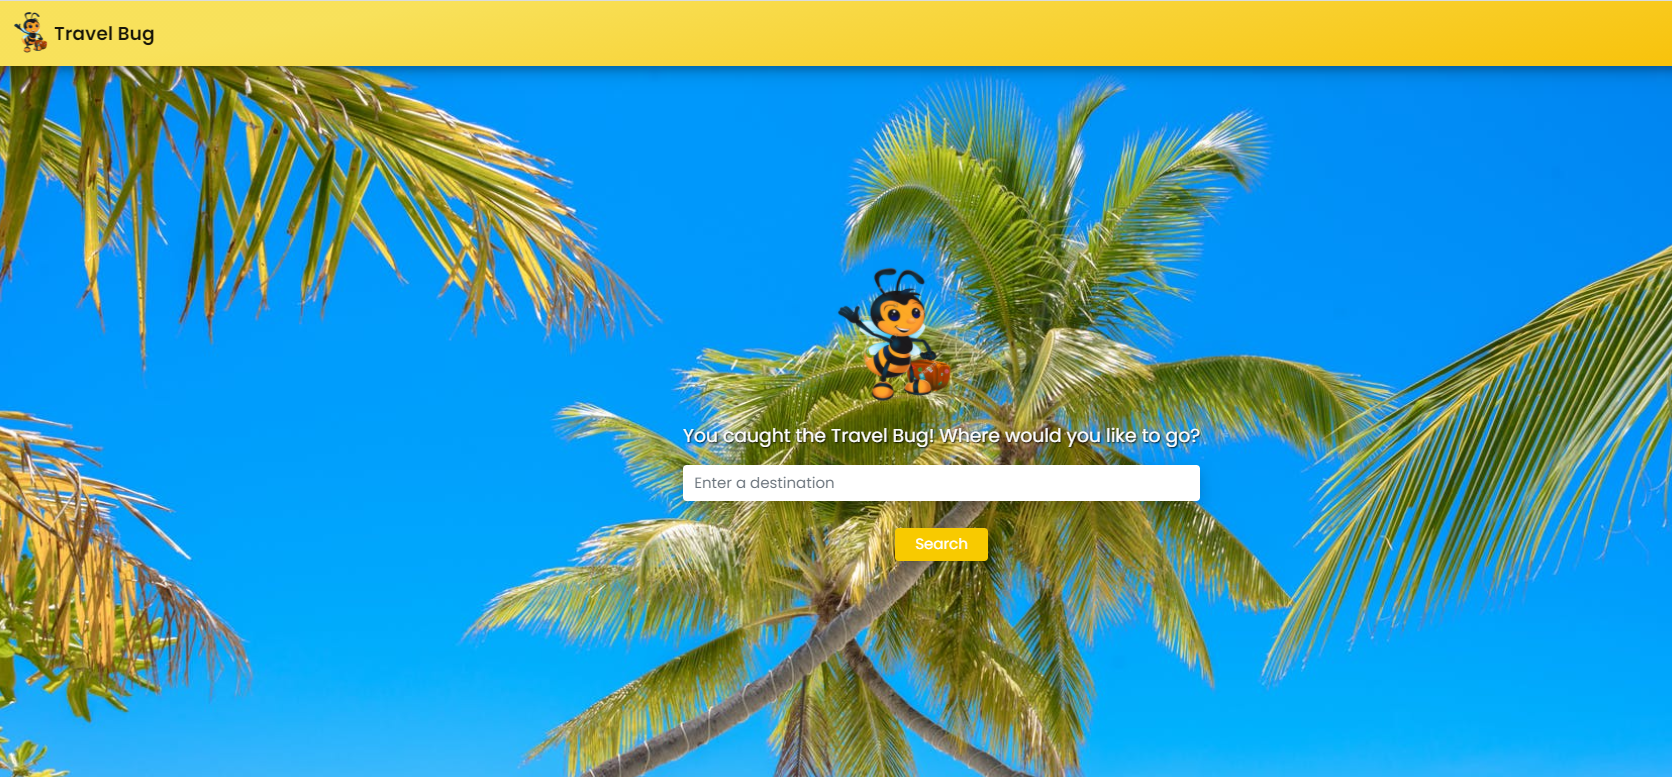 Travel Bug
You caught the Travel Bug! Where would you like to go?
Enter a destination
Search